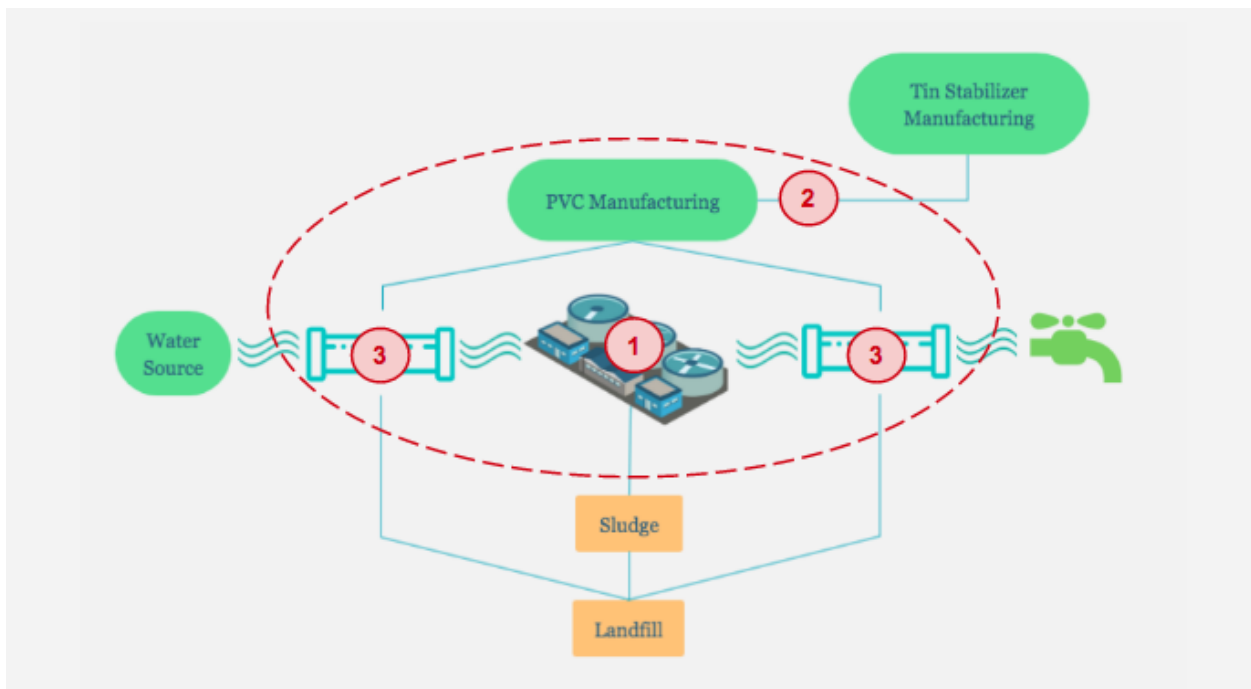 Tin Stabilizer
Manufacturing
PVC Manufacturing
2
Water
Source
3
1
3
Sludge
Landfill